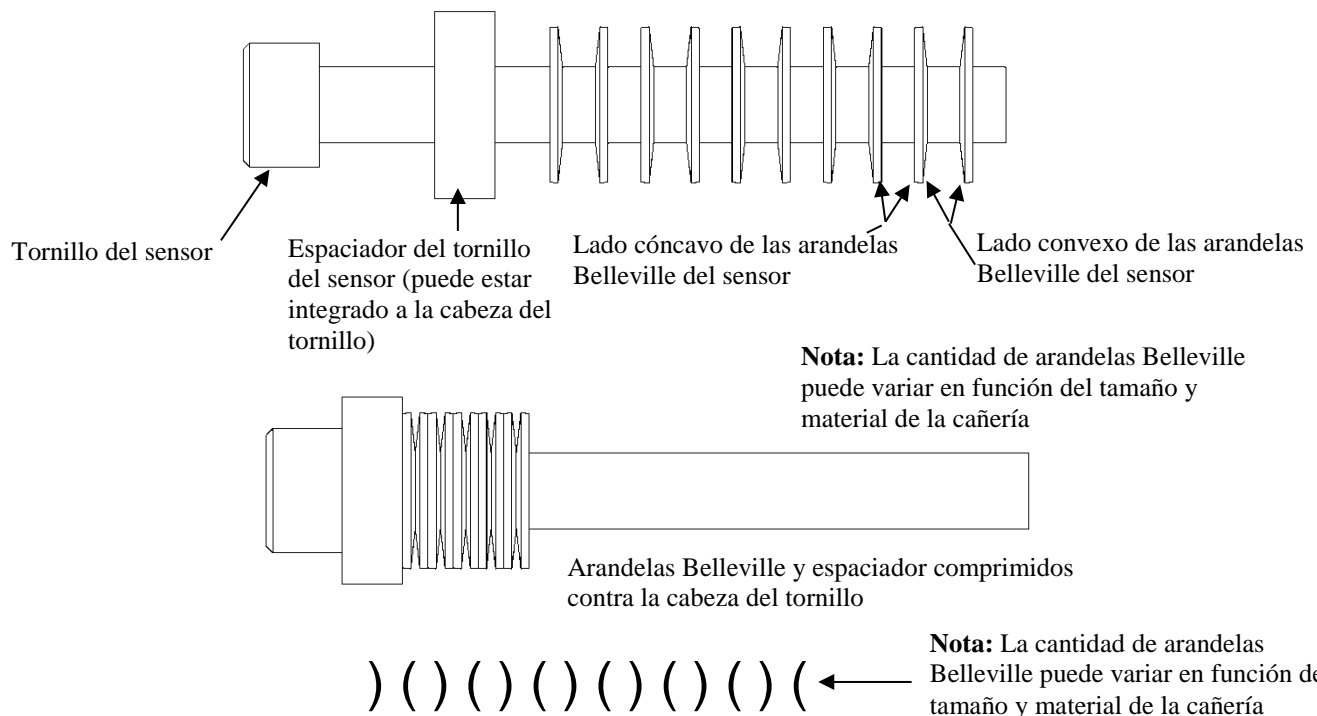 Tornillo del sensor
Espaciador del tornillo
del sensor (puede estar
integrado a la cabeza del
tornillo)
Lado cóncavo de las arandelas
Belleville del sensor
Lado convexo de las arandelas
Belleville del sensor
Nota: La cantidad de arandelas Belleville
puede variar en función del tamaño y
material de la cañería
Arandelas Belleville y espaciador comprimidos
contra la cabeza del tornillo
) ( ) ( ) ( ) ( ) ( ) ( ) (
Nota: La cantidad de arandelas
Belleville puede variar en función de
tamaño y material de la cañería